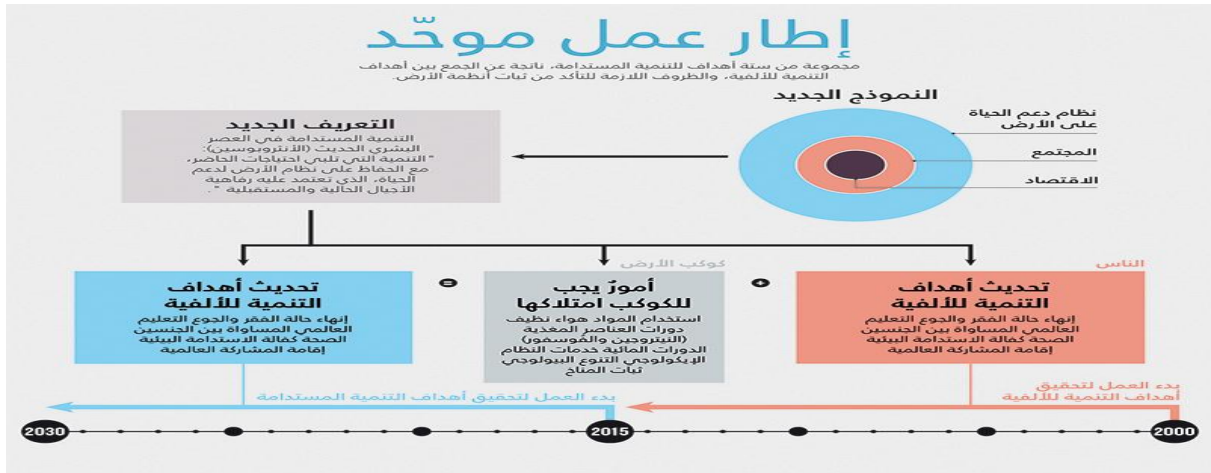 إطار عمل موحّد
مجموعة من ستة أهداف للتنمية المستدامة، ناتجة عن الجمع بين أهداف
التنمية للألفية، والظروف اللازمة للتأكد من ثبات أنظمة الأرض.
النموذج الجديد
نظام دعم الحياة
على الأرض
المجتمع
الاقتصاد
التعريف الجديد
التنمية المستدامة في العصر
البشري الحديث (الأنثروبوسين):
"التنمية التي تلبي احتياجات الحاضر،
مع الحفاظ على نظام الأرض لدعم
الحياة، الذي تعتمد عليه رفاهية
الأجيال الحالية والمستقبلية".
الناس
تحديث أهداف
التنمية للألفية
إنهاء حالة الفقر والجوع التعليم
العالمي المساواة بين الجنسين
الصحة كفالة الاستدامة البيئية
إقامة المشاركة العالمية
+
كوكب الأرض
أمورٌ يجب
للكوكب امتلاكها
استخدام المواد هواء نظيف
دورات العناصر المغذية
(النيتروجين والفوسفور)
الدورات المائية خدمات النظام
الإيكولوجي التنوع البيولوجي
ثبات المناخ
=
تحديث أهداف
التنمية للألفية
إنهاء حالة الفقر والجوع التعليم
العالمي المساواة بين الجنسين
الصحة كفالة الاستدامة البيئية
إقامة المشاركة العالمية
بدء العمل لتحقيق
أهداف التنمية للألفية
بدء العمل لتحقيق أهداف التنمية المستدامة
2000
2015
2030